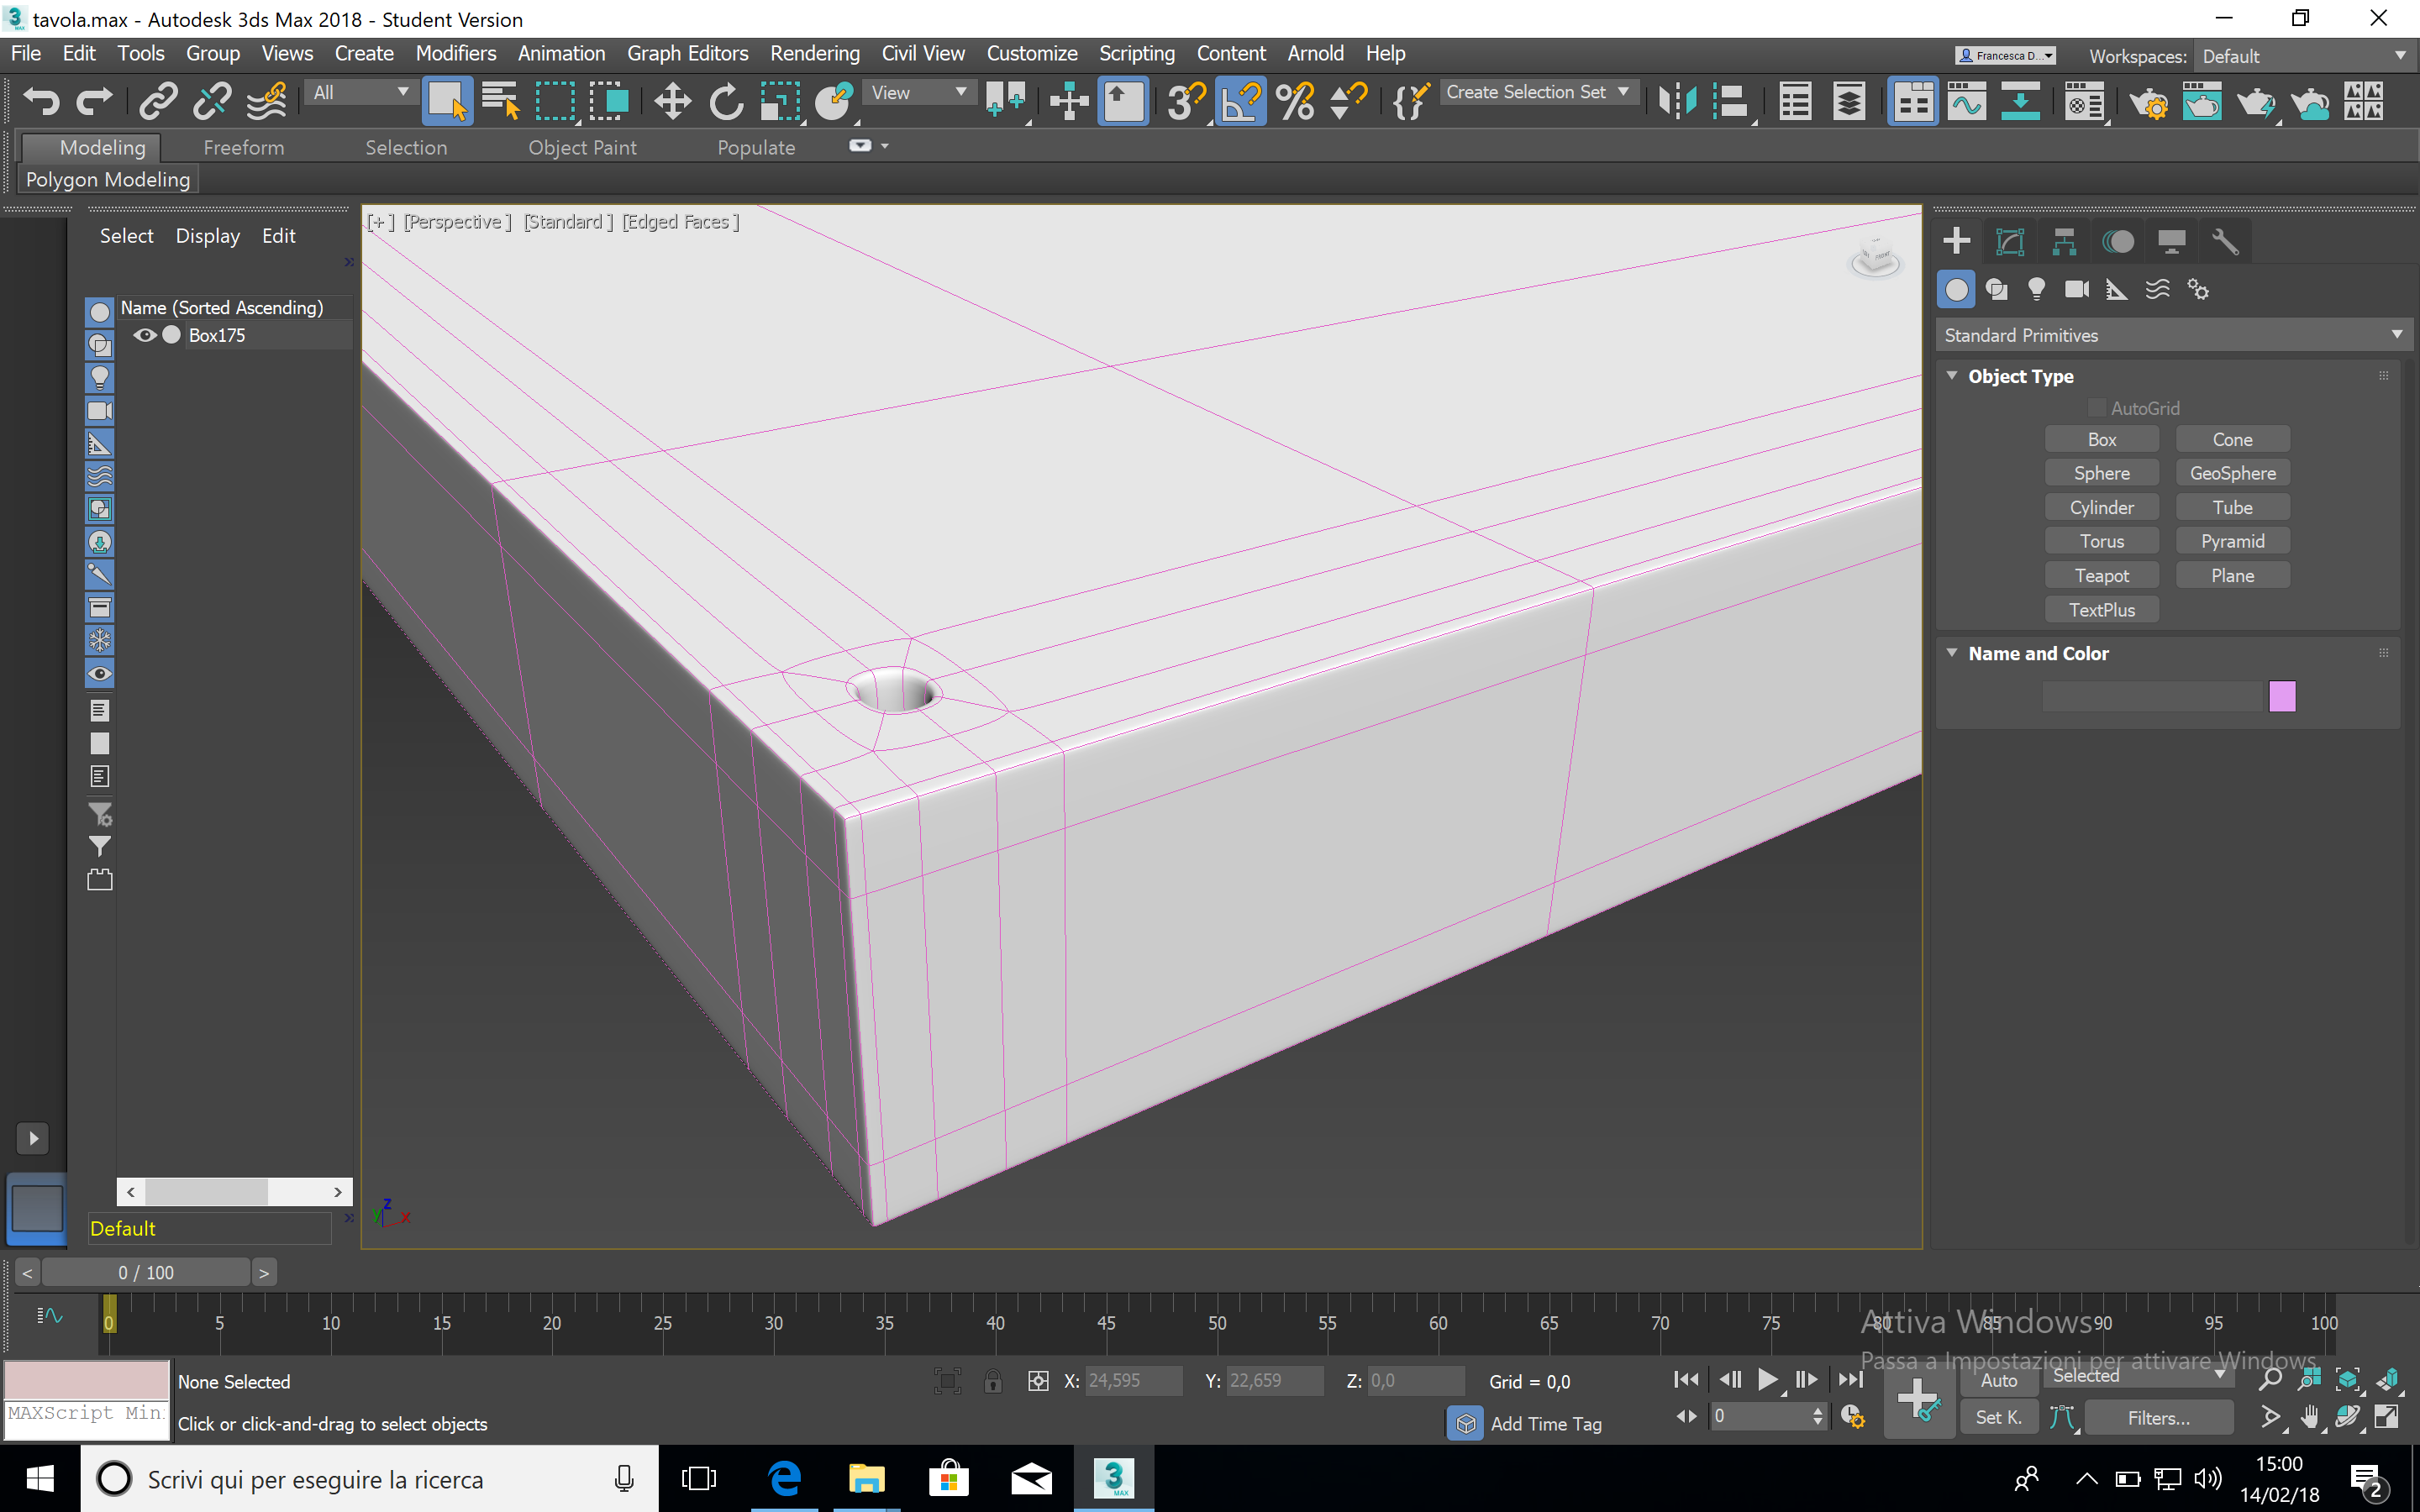 tavola.max - Autodesk 3ds Max 2018 - Student Version
File Edit Tools Group Views Create Modifiers Animation Graph Editors Rendering Civil View Customize Scripting Content Arnold Help
Francesca D... Workspaces: Default
All View Create Selection Set
Modeling Freeform Selection Object Paint Populate
Polygon Modeling
Select Display Edit
Name (Sorted Ascending)
Box175
[+] [Perspective] [Standard] [Edged Faces]
Standard Primitives
Object Type
AutoGrid
Box Cone
Sphere GeoSphere
Cylinder Tube
Torus Pyramid
Teapot Plane
TextPlus
Name and Color
z
y x
Default
< 0 / 100 >
0 5 10 15 20 25 30 35 40 45 50 55 60 65 70 75 80 85 90 95 100
Attiva Windows
Passa a Impostazioni per attivare Windows.
None Selected
X: 24,595 Y: 22,659 Z: 0,0 Grid = 0,0
Auto Selected
MAXScript Min
Click or click-and-drag to select objects
Add Time Tag
0
Set K. Filters...
Scrivi qui per eseguire la ricerca
15:00
14/02/18
2